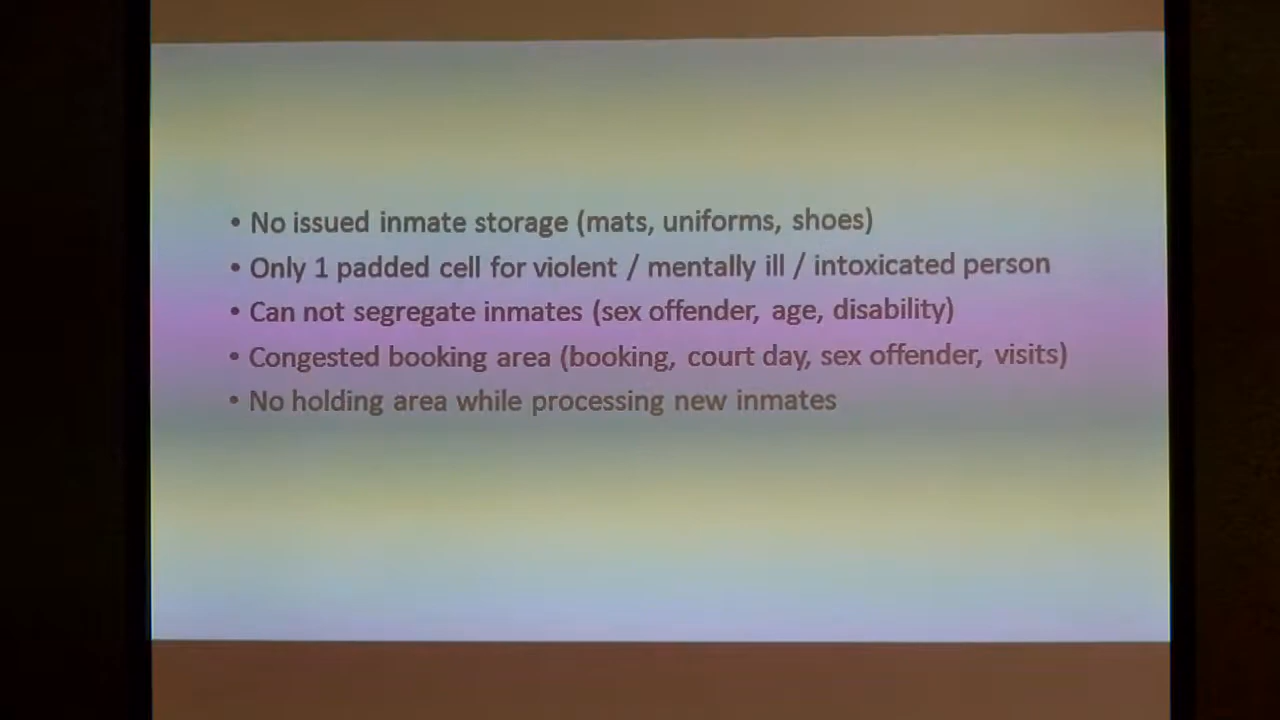 • No issued inmate storage (mats, uniforms, shoes)
• Only 1 padded cell for violent / mentally ill / intoxicated person
• Can not segregate inmates (sex offender, age, disability)
• Congested booking area (booking, court day, sex offender, visits)
• No holding area while processing new inmates